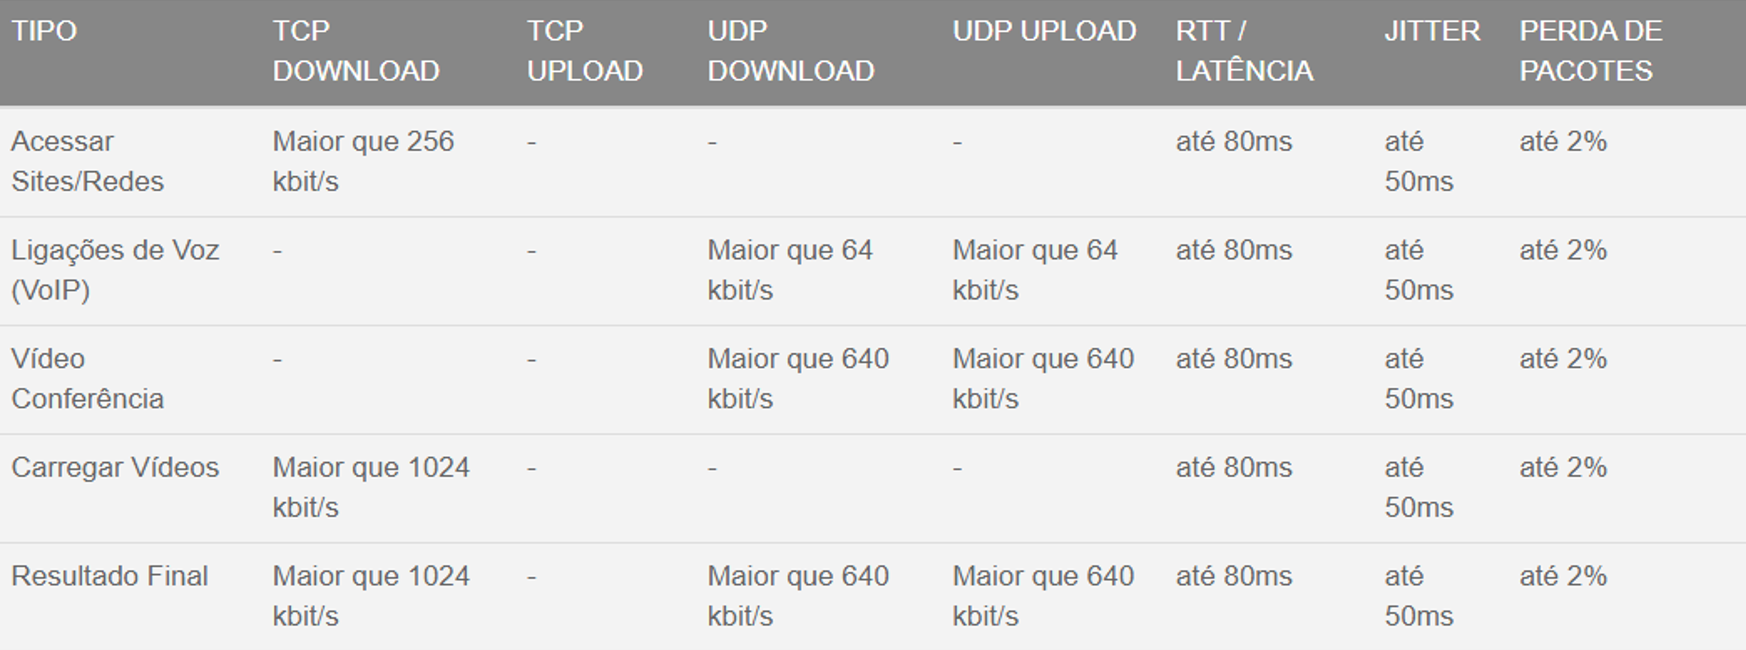 TIPO TCP TCP UDP UDP UPLOAD RTT / JITTER PERDA DE
DOWNLOAD UPLOAD DOWNLOAD LATÊNCIA PACOTES
Acessar Maior que 256 - - - até 80ms até até 2%
Sites/Redes kbit/s 50ms
Ligações de Voz - - Maior que 64 Maior que 64 até 80ms até até 2%
(VoIP) kbit/s kbit/s 50ms
Vídeo - - Maior que 640 Maior que 640 até 80ms até até 2%
Conferência kbit/s kbit/s 50ms
Carregar Vídeos Maior que 1024 - - - até 80ms até até 2%
kbit/s 50ms
Resultado Final Maior que 1024 - Maior que 640 Maior que 640 até 80ms até até 2%
kbit/s kbit/s kbit/s 50ms